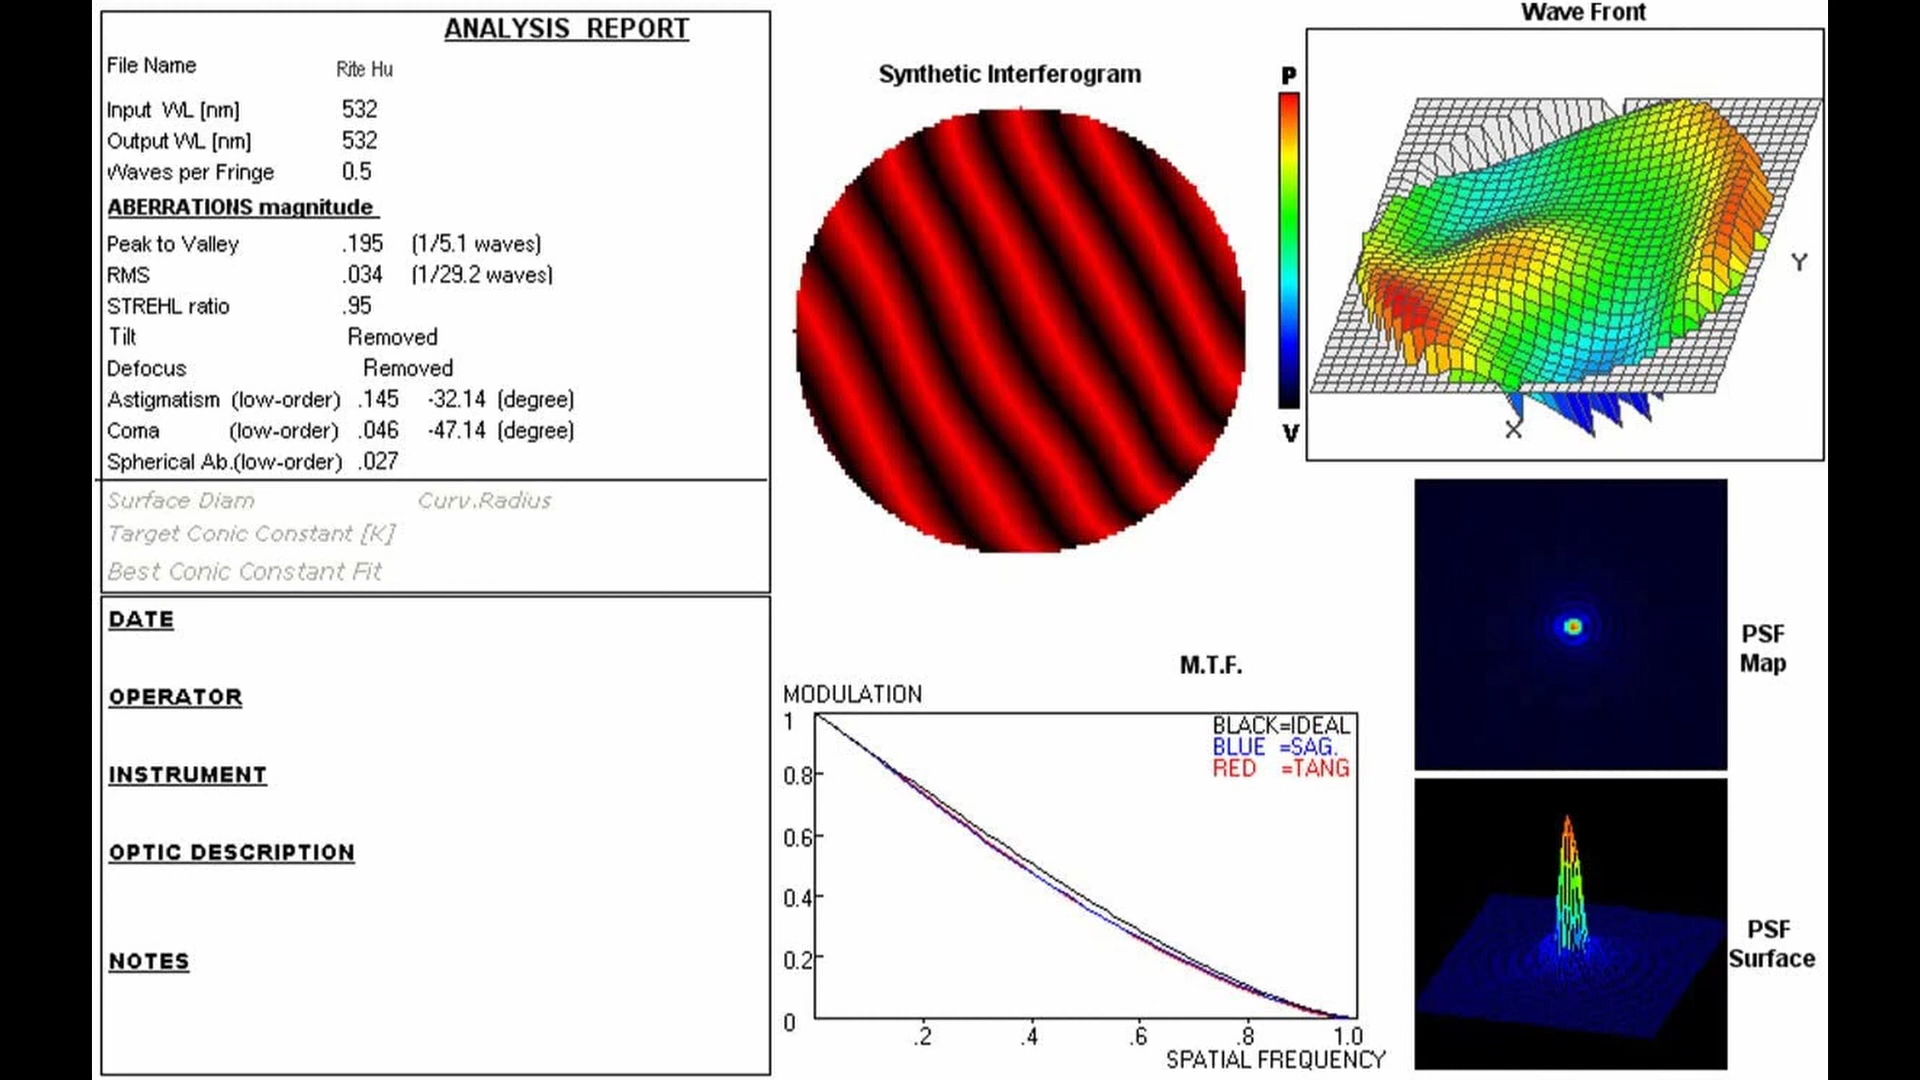 ANALYSIS REPORT
File Name Rite Hu
Input WL [nm] 532
Output WL [nm] 532
Waves per Fringe 0.5
ABERRATIONS magnitude
Peak to Valley .195 (1/5.1 waves)
RMS .034 (1/29.2 waves)
STREHL ratio .95
Tilt Removed
Defocus Removed
Astigmatism (low-order) .145 -32.14 (degree)
Coma (low-order) .046 -47.14 (degree)
Spherical Ab.(low-order) .027
Surface Diam Curv.Radius
Target Conic Constant [K]
Best Conic Constant Fit
DATE
OPERATOR
INSTRUMENT
OPTIC DESCRIPTION
NOTES
Synthetic Interferogram
P
V
Wave Front
Y
X
M.T.F.
MODULATION
BLACK=IDEAL
BLUE =SAG.
RED =TANG
1
0.8
0.6
0.4
0.2
0
.2 .4 .6 .8 1.0
SPATIAL FREQUENCY
PSF
Map
PSF
Surface